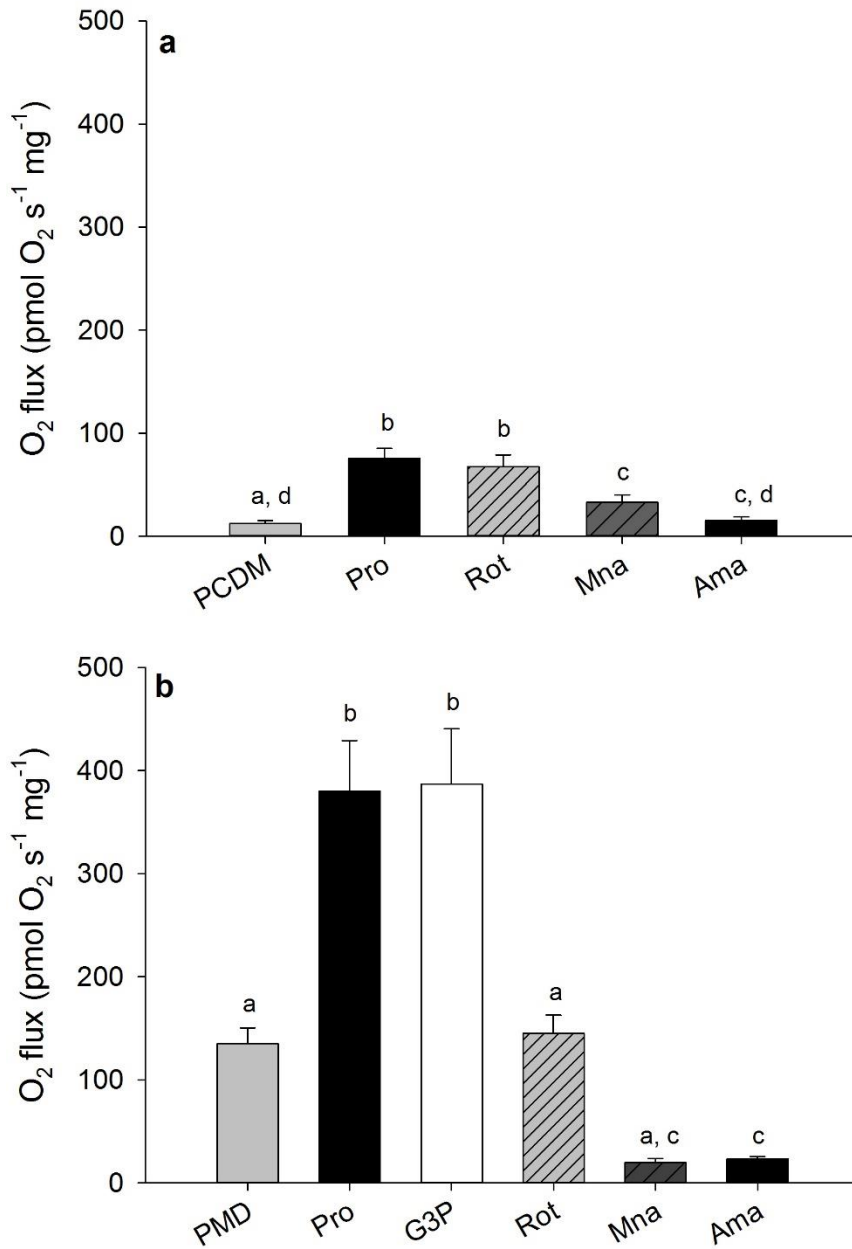 a
500
400
300
200
100
0
O₂ flux (pmol O₂ s⁻¹ mg⁻¹)
a, d
b
b
c
c, d
PCDM
Pro
Rot
Mna
Ama
b
500
400
300
200
100
0
O₂ flux (pmol O₂ s⁻¹ mg⁻¹)
a
b
b
a
a, c
c
PMD
Pro
G3P
Rot
Mna
Ama